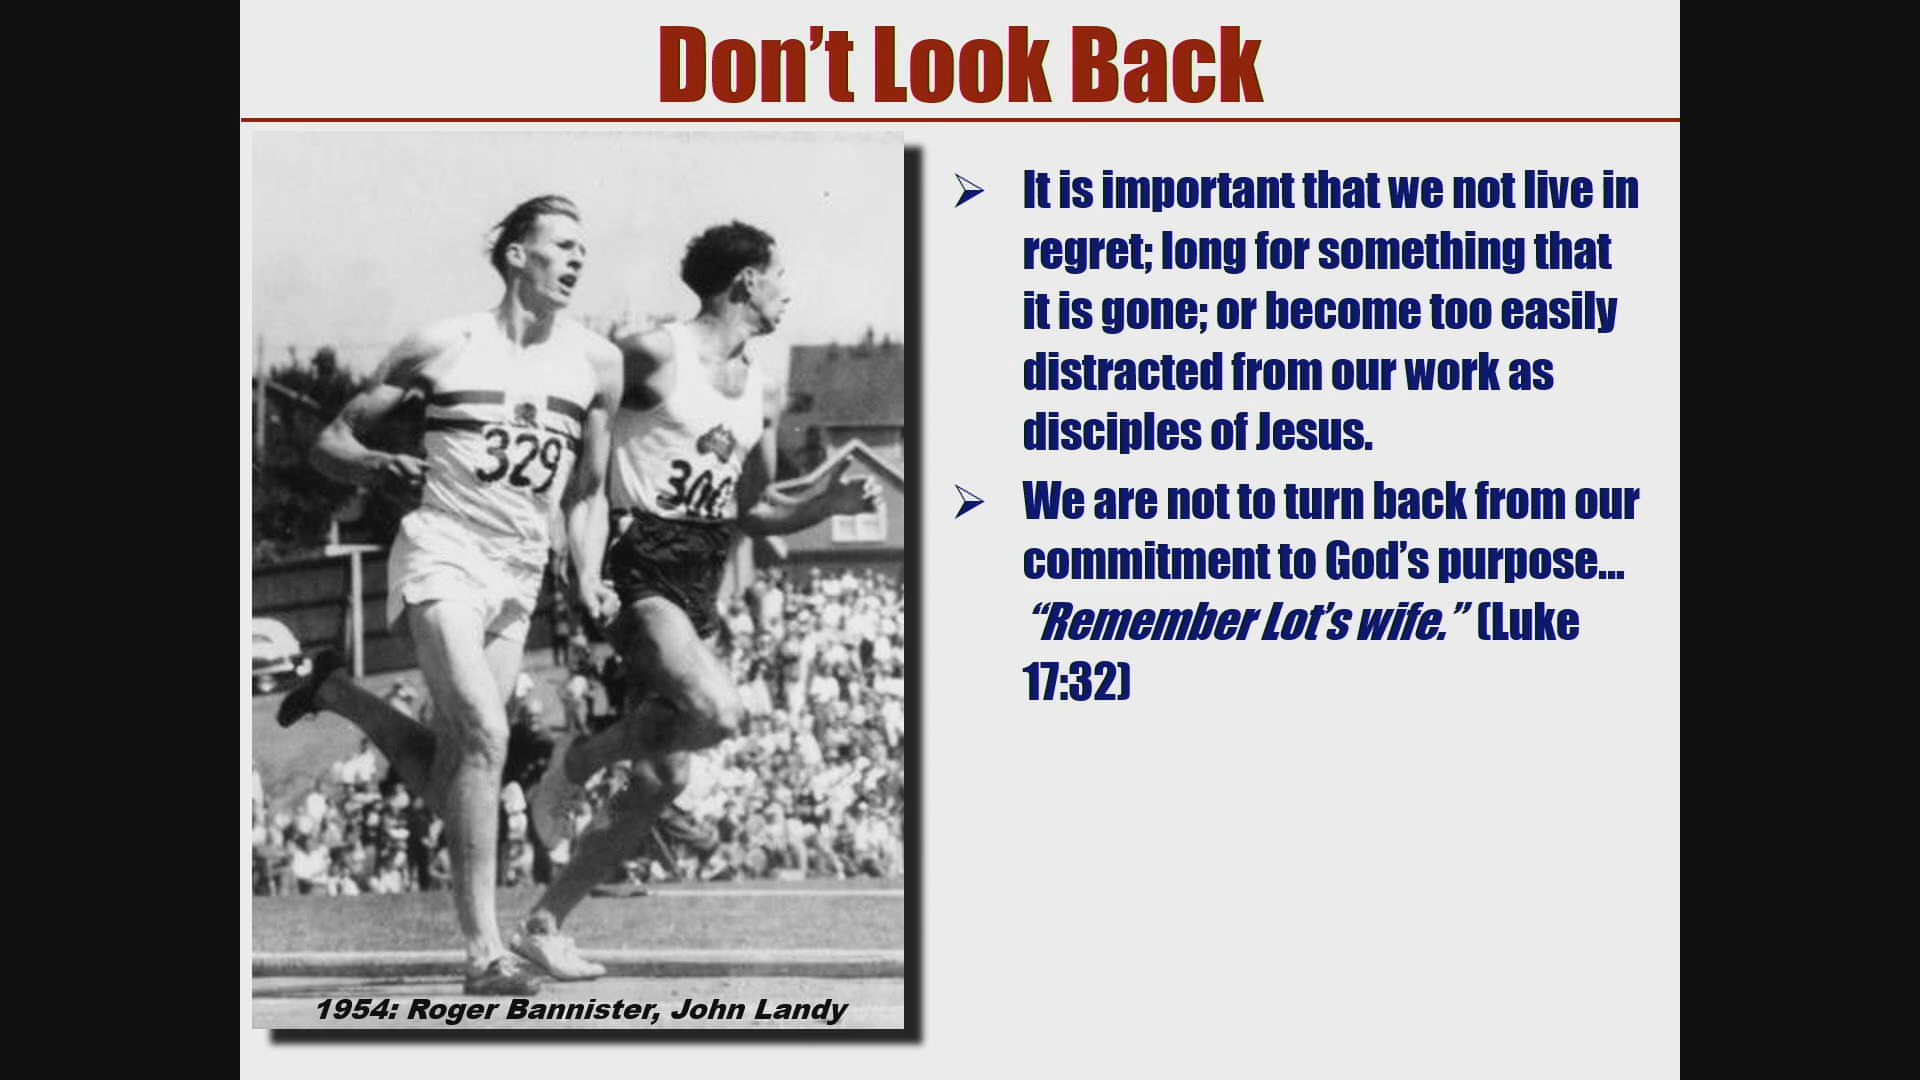 Don’t Look Back
➢ It is important that we not live in
regret; long for something that
it is gone; or become too easily
distracted from our work as
disciples of Jesus.
➢ We are not to turn back from our
commitment to God’s purpose…
“Remember Lot’s wife.” (Luke
17:32)
329
1954: Roger Bannister, John Landy